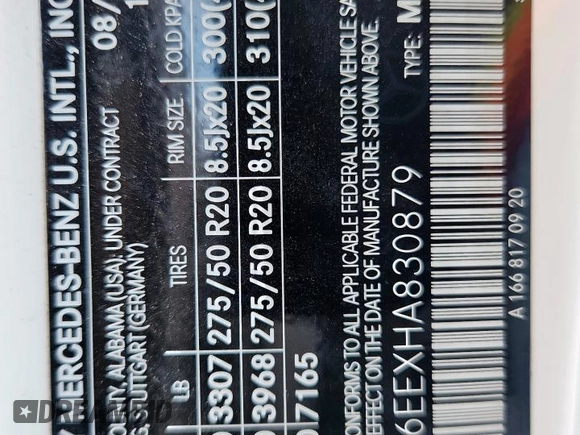 MERCEDES-BENZ U.S. INTL., INC
08/
ALABAMA (USA); UNDER CONTRACT
STUTTGART (GERMANY)
LB TIRES RIM SIZE COLD KPA
3307 275/50 R20 8.5Jx20 300(
3968 275/50 R20 8.5Jx20 310(
7165
TO ALL APPLICABLE FEDERAL MOTOR VEHICLE SA
EFFECT ON THE DATE OF MANUFACTURE SHOWN ABOVE.
TYPE: M
6EEXHA830879
A 166 817 09 20
DREAMBID